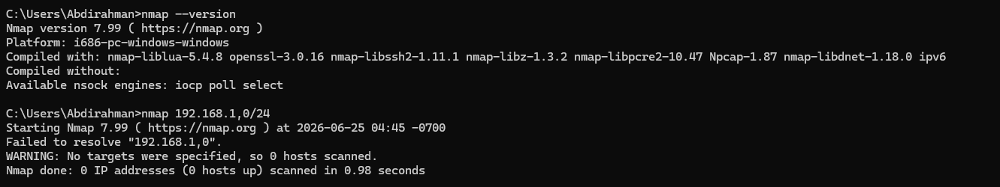 C:\Users\Abdirahman>nmap --version
Nmap version 7.99 ( https://nmap.org )
Platform: i686-pc-windows-windows
Compiled with: nmap-liblua-5.4.8 openssl-3.0.16 nmap-libssh2-1.11.1 nmap-libz-1.3.2 nmap-libpcre2-10.47 Npcap-1.87 nmap-libdnet-1.18.0 ipv6
Compiled without:
Available nsock engines: iocp poll select
C:\Users\Abdirahman>nmap 192.168.1,0/24
Starting Nmap 7.99 ( https://nmap.org ) at 2026-06-25 04:45 -0700
Failed to resolve "192.168.1,0".
WARNING: No targets were specified, so 0 hosts scanned.
Nmap done: 0 IP addresses (0 hosts up) scanned in 0.98 seconds